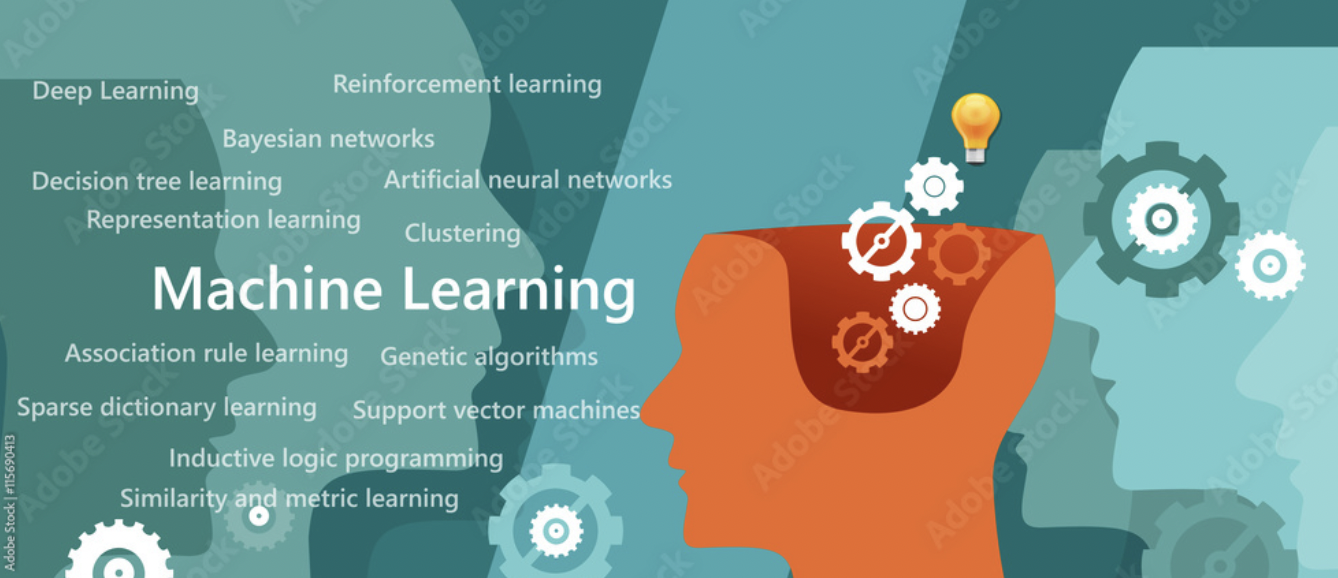 Deep Learning
Reinforcement learning
Bayesian networks
Decision tree learning
Artificial neural networks
Representation learning
Clustering
Machine Learning
Association rule learning
Genetic algorithms
Sparse dictionary learning
Support vector machines
Inductive logic programming
Similarity and metric learning
Adobe Stock | #115690413
Adobe Stock